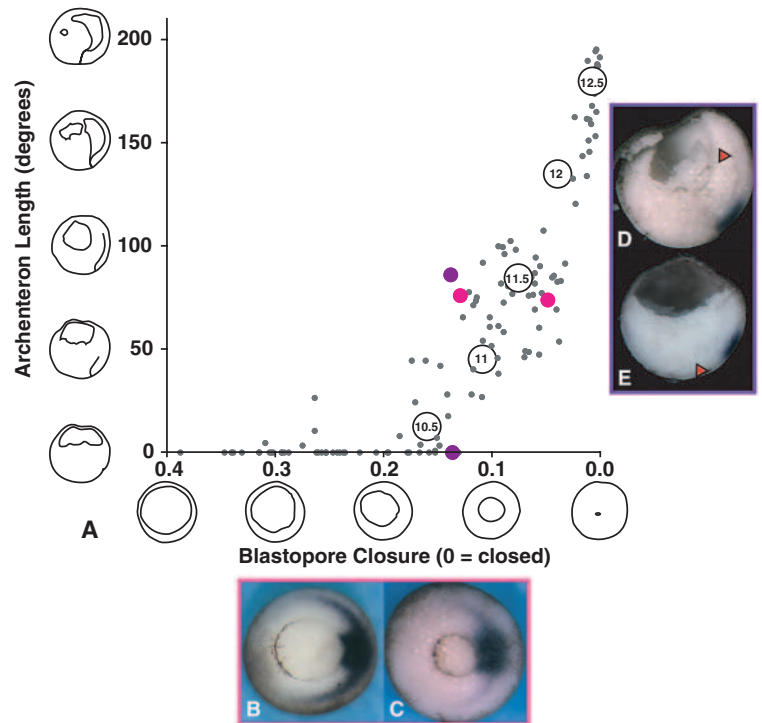 Archenteron Length (degrees)
200
150
100
50
0
12.5
12
11.5
11
10.5
0.4 0.3 0.2 0.1 0.0
A
Blastopore Closure (0 = closed)
D
E
B C